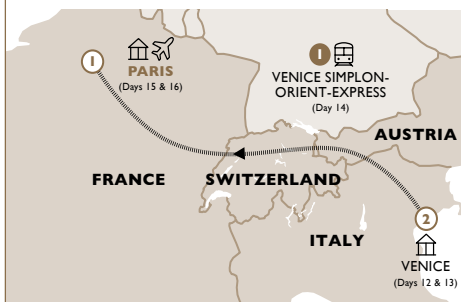 1
PARIS
(Days 15 & 16)
1
VENICE SIMPLON-
ORIENT-EXPRESS
(Day 14)
AUSTRIA
FRANCE
SWITZERLAND
2
ITALY
VENICE
(Days 12 & 13)